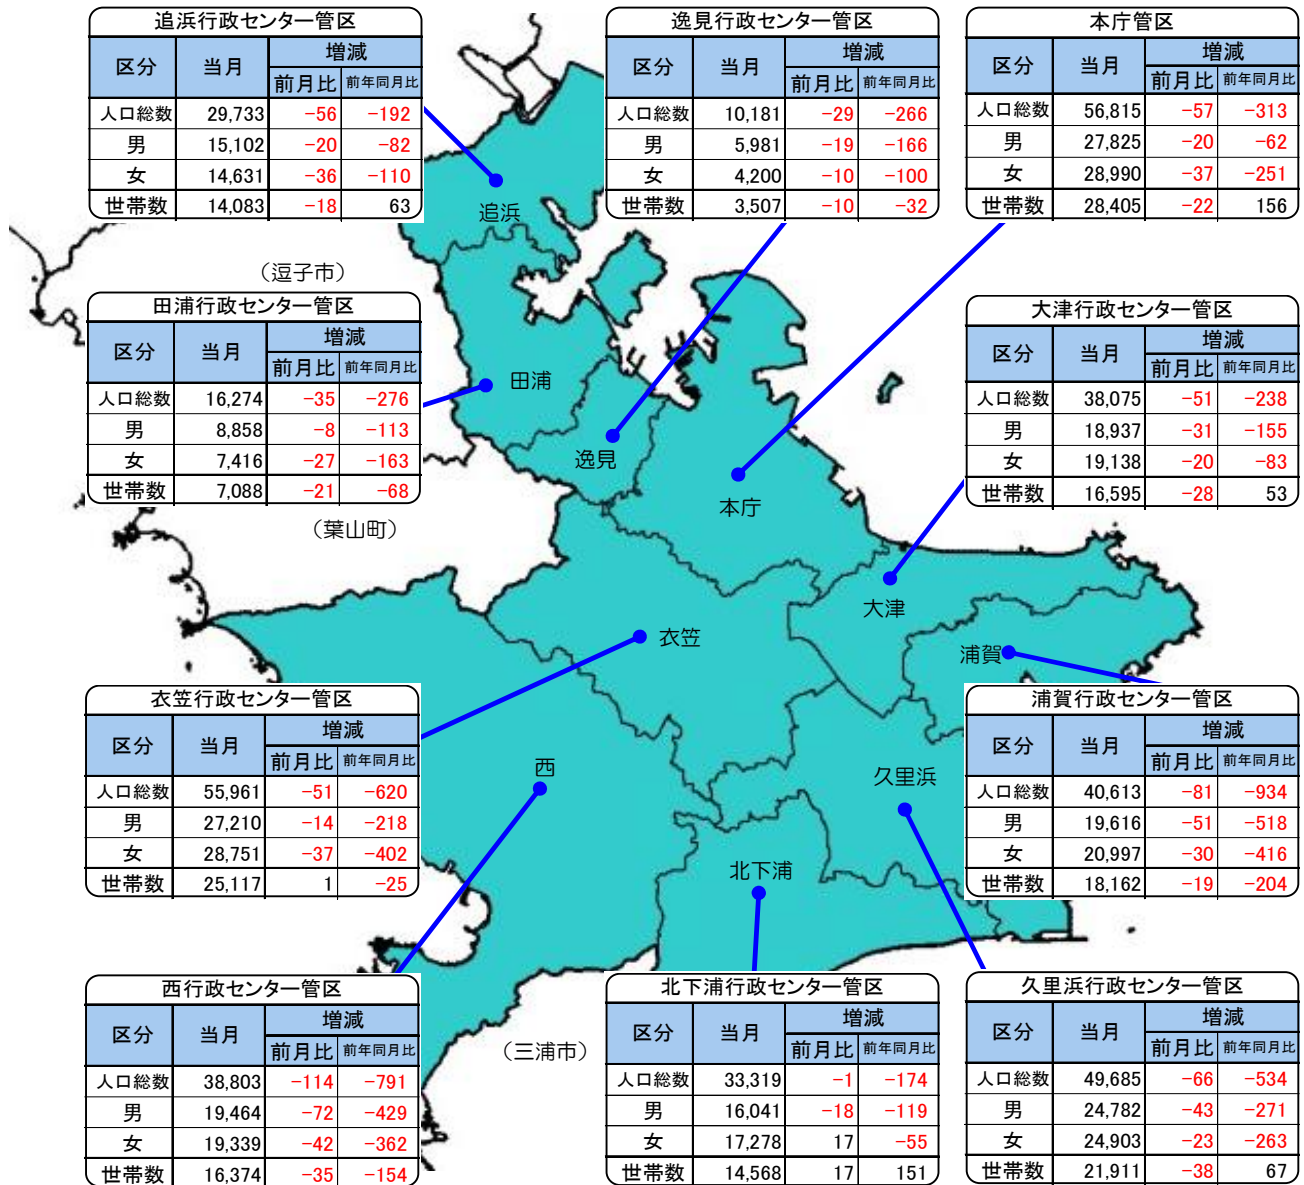 追浜行政センター管区
区分 当月 増減
前月比 前年同月比
人口総数 29,733 -56 -192
男 15,102 -20 -82
女 14,631 -36 -110
世帯数 14,083 -18 63
逸見行政センター管区
区分 当月 増減
前月比 前年同月比
人口総数 10,181 -29 -266
男 5,981 -19 -166
女 4,200 -10 -100
世帯数 3,507 -10 -32
本庁管区
区分 当月 増減
前月比 前年同月比
人口総数 56,815 -57 -313
男 27,825 -20 -62
女 28,990 -37 -251
世帯数 28,405 -22 156
追浜
（逗子市）
田浦行政センター管区
区分 当月 増減
前月比 前年同月比
人口総数 16,274 -35 -276
男 8,858 -8 -113
女 7,416 -27 -163
世帯数 7,088 -21 -68
田浦
逸見
本庁
大津行政センター管区
区分 当月 増減
前月比 前年同月比
人口総数 38,075 -51 -238
男 18,937 -31 -155
女 19,138 -20 -83
世帯数 16,595 -28 53
（葉山町）
大津
衣笠
浦賀
衣笠行政センター管区
区分 当月 増減
前月比 前年同月比
人口総数 55,961 -51 -620
男 27,210 -14 -218
女 28,751 -37 -402
世帯数 25,117 1 -25
西
久里浜
北下浦
浦賀行政センター管区
区分 当月 増減
前月比 前年同月比
人口総数 40,613 -81 -934
男 19,616 -51 -518
女 20,997 -30 -416
世帯数 18,162 -19 -204
西行政センター管区
区分 当月 増減
前月比 前年同月比
人口総数 38,803 -114 -791
男 19,464 -72 -429
女 19,339 -42 -362
世帯数 16,374 -35 -154
（三浦市）
北下浦行政センター管区
区分 当月 増減
前月比 前年同月比
人口総数 33,319 -1 -174
男 16,041 -18 -119
女 17,278 17 -55
世帯数 14,568 17 151
久里浜行政センター管区
区分 当月 増減
前月比 前年同月比
人口総数 49,685 -66 -534
男 24,782 -43 -271
女 24,903 -23 -263
世帯数 21,911 -38 67